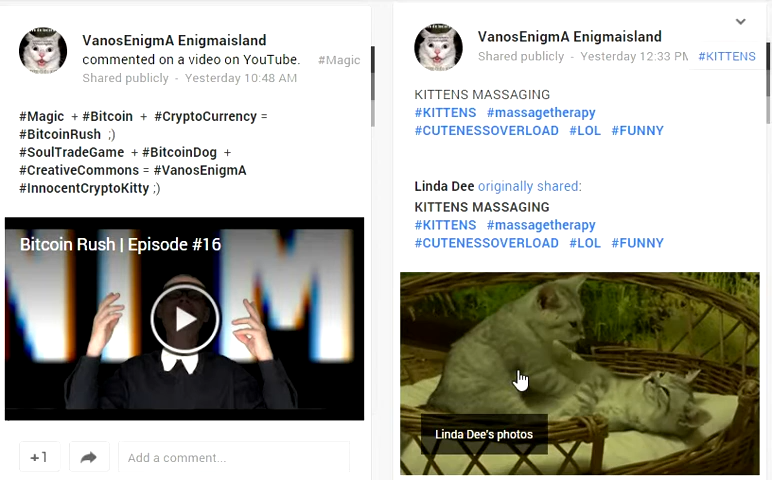 VanosEnigmA Enigmaisland
commented on a video on YouTube.
#Magic
Shared publicly - Yesterday 10:48 AM
#Magic + #Bitcoin + #CryptoCurrency =
#BitcoinRush ;)
#SoulTradeGame + #BitcoinDog +
#CreativeCommons = #VanosEnigmA
#InnocentCryptoKitty ;)
Bitcoin Rush | Episode #16
NIM
+1
Add a comment...
VanosEnigmA Enigmaisland
Shared publicly - Yesterday 12:33 PM
#KITTENS
KITTENS MASSAGING
#KITTENS #massagetherapy
#CUTENESSOVERLOAD #LOL #FUNNY
Linda Dee originally shared:
KITTENS MASSAGING
#KITTENS #massagetherapy
#CUTENESSOVERLOAD #LOL #FUNNY
Linda Dee's photos